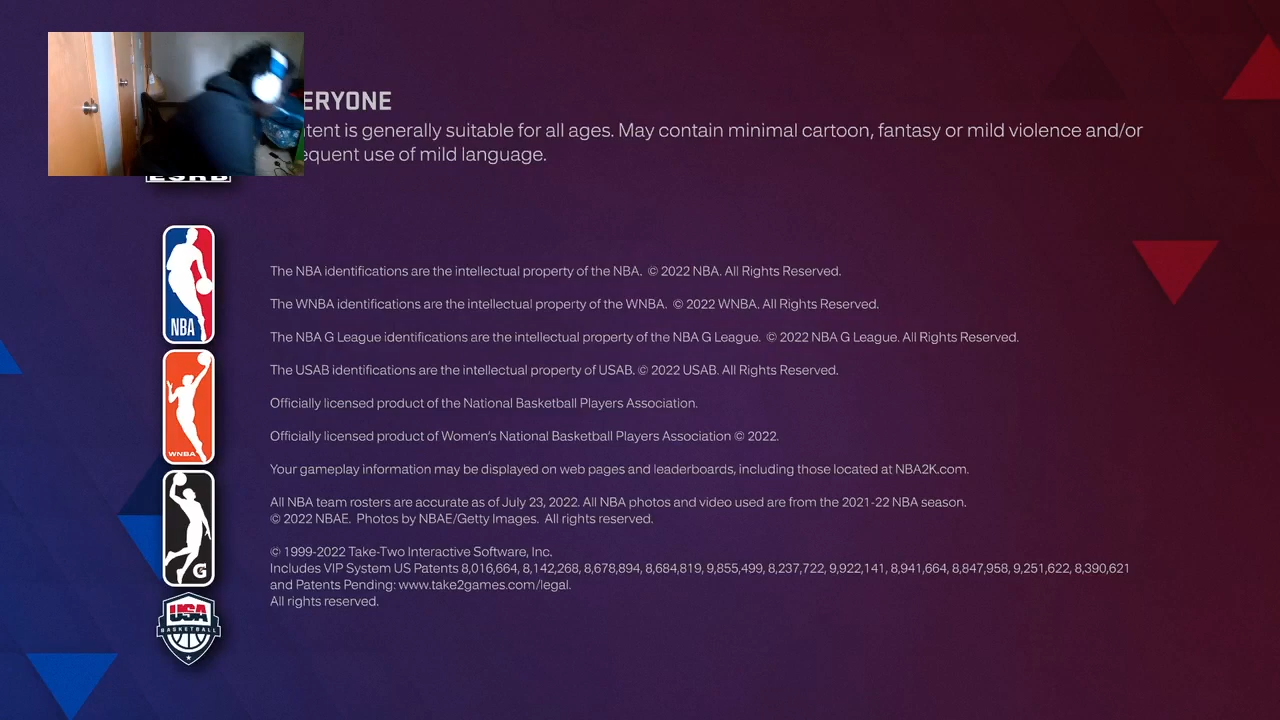 ERYONE
tent is generally suitable for all ages. May contain minimal cartoon, fantasy or mild violence and/or
equent use of mild language.
ESRB
NBA
The NBA identifications are the intellectual property of the NBA. © 2022 NBA. All Rights Reserved.
The WNBA identifications are the intellectual property of the WNBA. © 2022 WNBA. All Rights Reserved.
The NBA G League identifications are the intellectual property of the NBA G League. © 2022 NBA G League. All Rights Reserved.
The USAB identifications are the intellectual property of USAB. © 2022 USAB. All Rights Reserved.
Officially licensed product of the National Basketball Players Association.
WNBA
Officially licensed product of Women's National Basketball Players Association © 2022.
Your gameplay information may be displayed on web pages and leaderboards, including those located at NBA2K.com.
All NBA team rosters are accurate as of July 23, 2022. All NBA photos and video used are from the 2021-22 NBA season.
© 2022 NBAE. Photos by NBAE/Getty Images. All rights reserved.
G
© 1999-2022 Take-Two Interactive Software, Inc.
Includes VIP System US Patents 8,016,664, 8,142,268, 8,678,894, 8,684,819, 9,855,499, 8,237,722, 9,922,141, 8,941,664, 8,847,958, 9,251,622, 8,390,621
and Patents Pending: www.take2games.com/legal.
All rights reserved.
USA
BASKETBALL